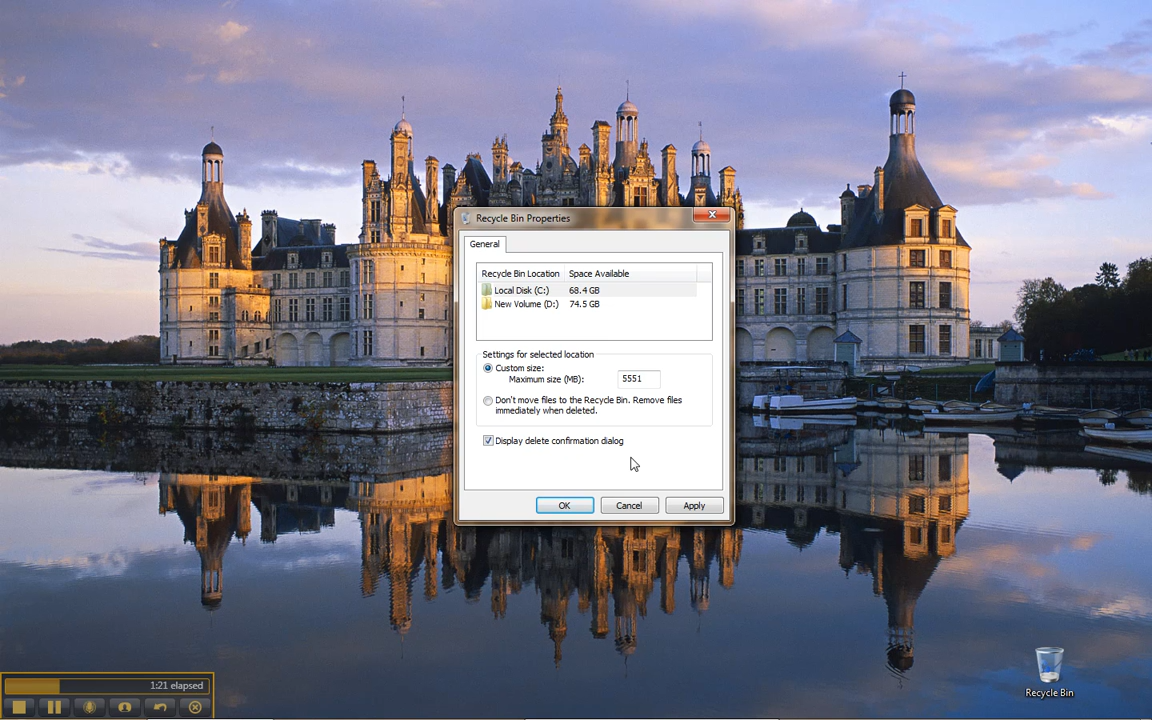 Recycle Bin Properties
General
Recycle Bin Location Space Available
Local Disk (C:) 68.4 GB
New Volume (D:) 74.5 GB
Settings for selected location
Custom size:
Maximum size (MB): 5551
Don't move files to the Recycle Bin. Remove files
immediately when deleted.
Display delete confirmation dialog
OK Cancel Apply
1:21 elapsed
Recycle Bin